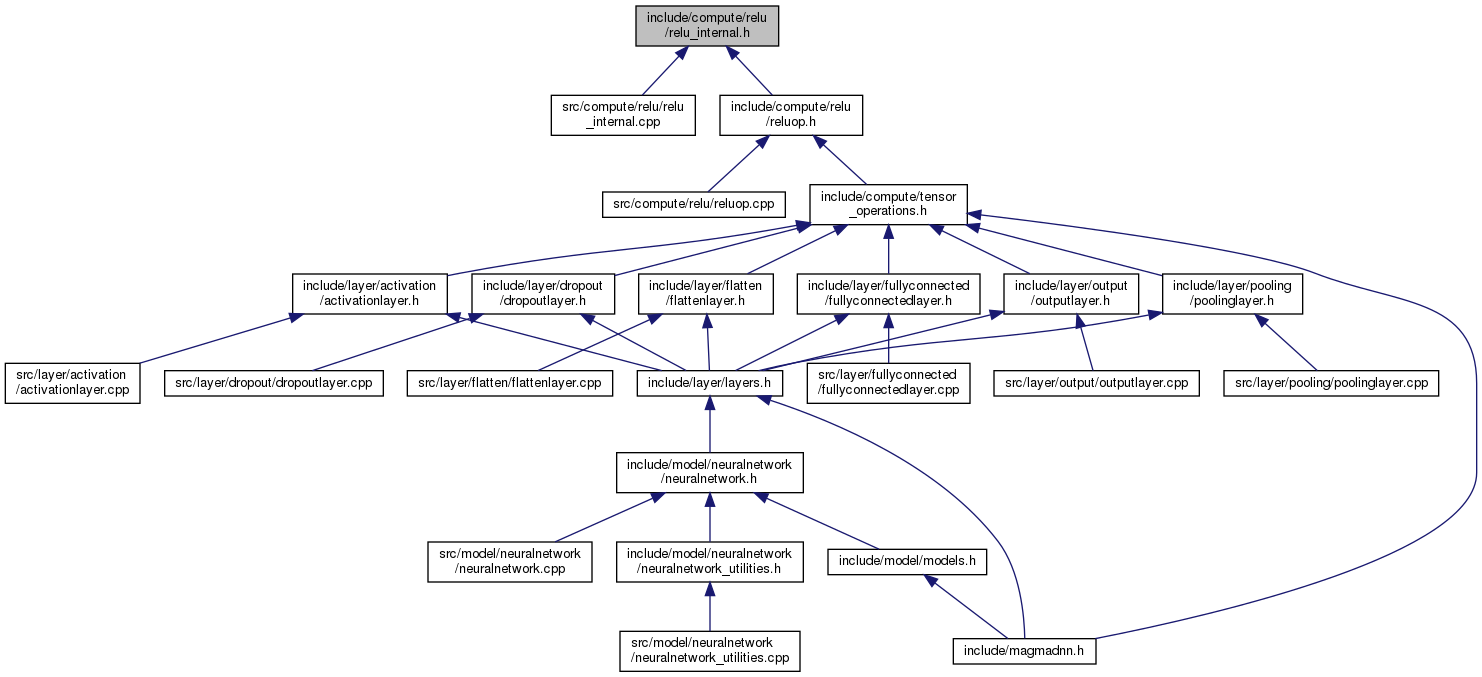 include/compute/relu
/relu_internal.h
src/compute/relu/relu
_internal.cpp
include/compute/relu
/reluop.h
src/compute/relu/reluop.cpp
include/compute/tensor
_operations.h
include/layer/activation
/activationlayer.h
include/layer/dropout
/dropoutlayer.h
include/layer/flatten
/flattenlayer.h
include/layer/fullyconnected
/fullyconnectedlayer.h
include/layer/output
/outputlayer.h
include/layer/pooling
/poolinglayer.h
src/layer/activation
/activationlayer.cpp
src/layer/dropout/dropoutlayer.cpp
src/layer/flatten/flattenlayer.cpp
include/layer/layers.h
src/layer/fullyconnected
/fullyconnectedlayer.cpp
src/layer/output/outputlayer.cpp
src/layer/pooling/poolinglayer.cpp
include/model/neuralnetwork
/neuralnetwork.h
src/model/neuralnetwork
/neuralnetwork.cpp
include/model/neuralnetwork
/neuralnetwork_utilities.h
include/model/models.h
src/model/neuralnetwork
/neuralnetwork_utilities.cpp
include/magmadnn.h